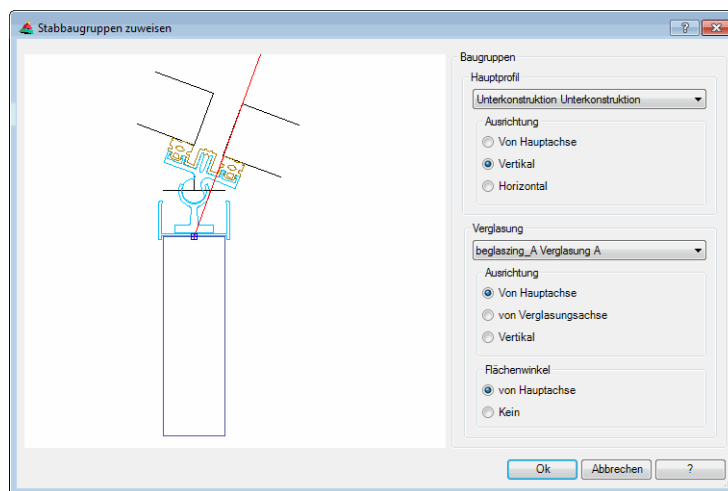 Stabbaugruppen zuweisen
?
Baugruppen
Hauptprofil
Unterkonstruktion Unterkonstruktion
Ausrichtung
Von Hauptachse
Vertikal
Horizontal
Verglasung
beglaszing_A Verglasung A
Ausrichtung
Von Hauptachse
von Verglasungsachse
Vertikal
Flächenwinkel
von Hauptachse
Kein
Ok Abbrechen ?